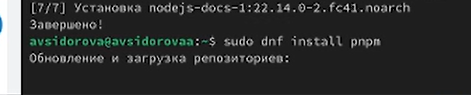 [7/7] Установка nodejs-docs-1:22.14.0-2.fc41.noarch
Завершено!
avsidorova@avsidorovaa:~$ sudo dnf install pnpm
Обновление и загрузка репозиториев: